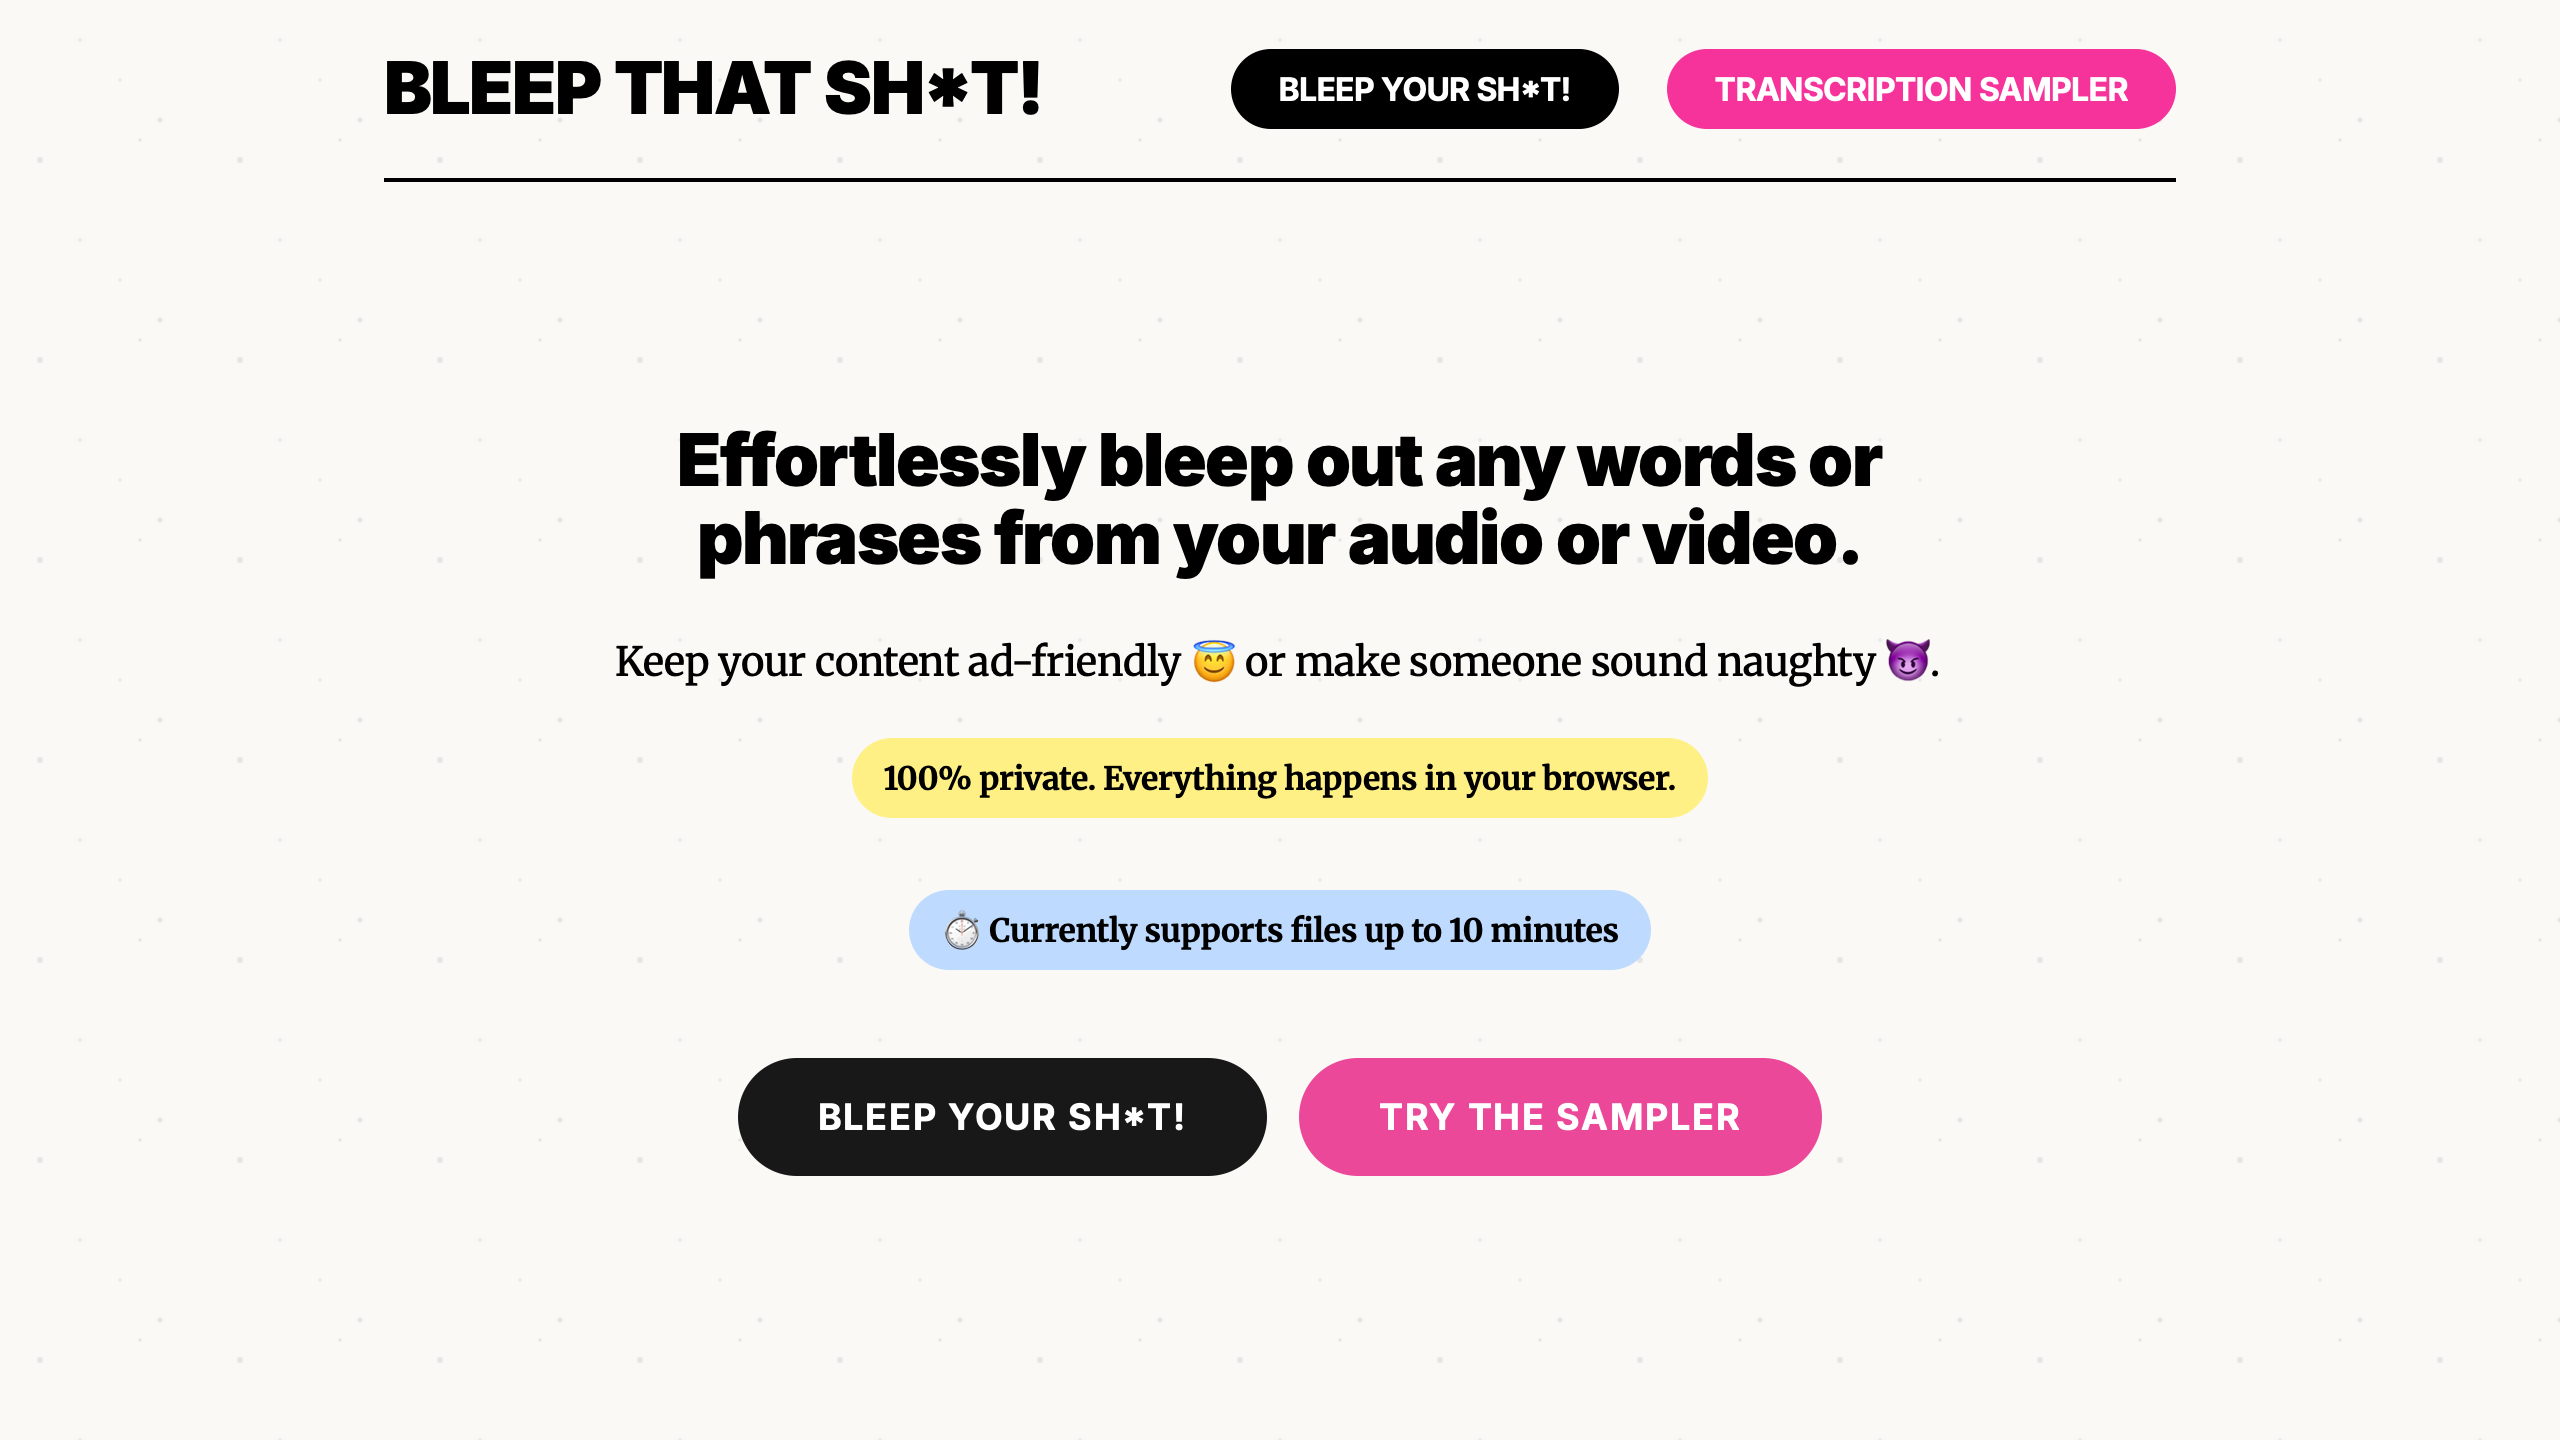 BLEEP THAT SH*T!
BLEEP YOUR SH*T!
TRANSCRIPTION SAMPLER
Effortlessly bleep out any words or
phrases from your audio or video.
Keep your content ad-friendly 😇 or make someone sound naughty 😈.
100% private. Everything happens in your browser.
⏱️ Currently supports files up to 10 minutes
BLEEP YOUR SH*T!
TRY THE SAMPLER